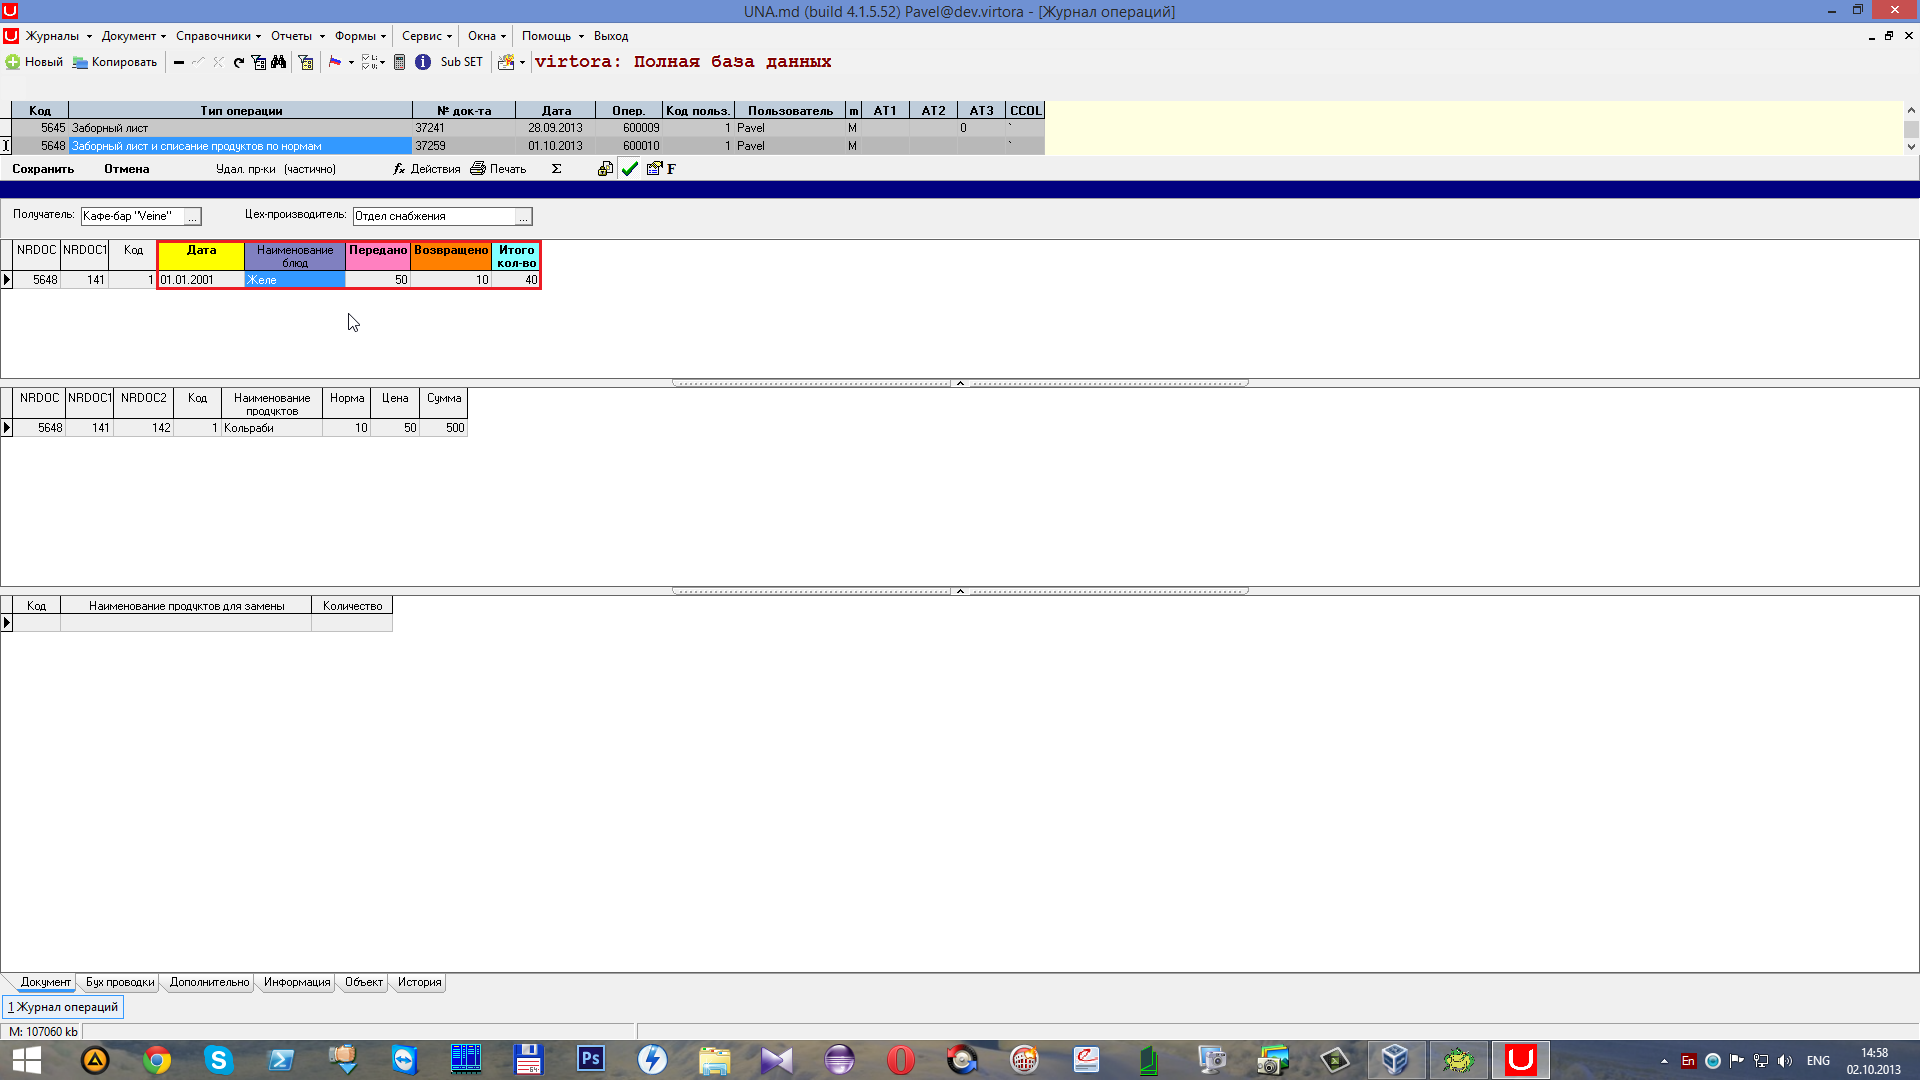 UNA.md (build 4.1.5.52) Pavel@dev.virtora - [Журнал операций]
Журналы Документ Справочники Отчеты Формы Сервис Окна Помощь Выход
Новый Копировать Sub SET virtora: Полная база данных
Код Тип операции № док-та Дата Опер. Код польз. Пользователь m AT1 AT2 AT3 CCOL
5645 Заборный лист 37241 28.09.2013 600009 1 Pavel M 0 `
5648 Заборный лист и списание продуктов по нормам 37259 01.10.2013 600010 1 Pavel M `
Сохранить Отмена Удал. пр-ки (частично) fx Действия Печать Σ F
Получатель: Кафе-бар "Veine" ... Цех-производитель: Отдел снабжения ...
NRDOC NRDOC1 Код Дата Наименование блюд Передано Возвращено Итого кол-во
5648 141 1 01.01.2001 Желе 50 10 40
NRDOC NRDOC1 NRDOC2 Код Наименование продуктов Норма Цена Сумма
5648 141 142 1 Кольраби 10 50 500
Код Наименование продуктов для замены Количество
Документ Бух проводки Дополнительно Информация Объект История
1 Журнал операций
M: 107060 kb
Ps En ENG 14:58
02.10.2013